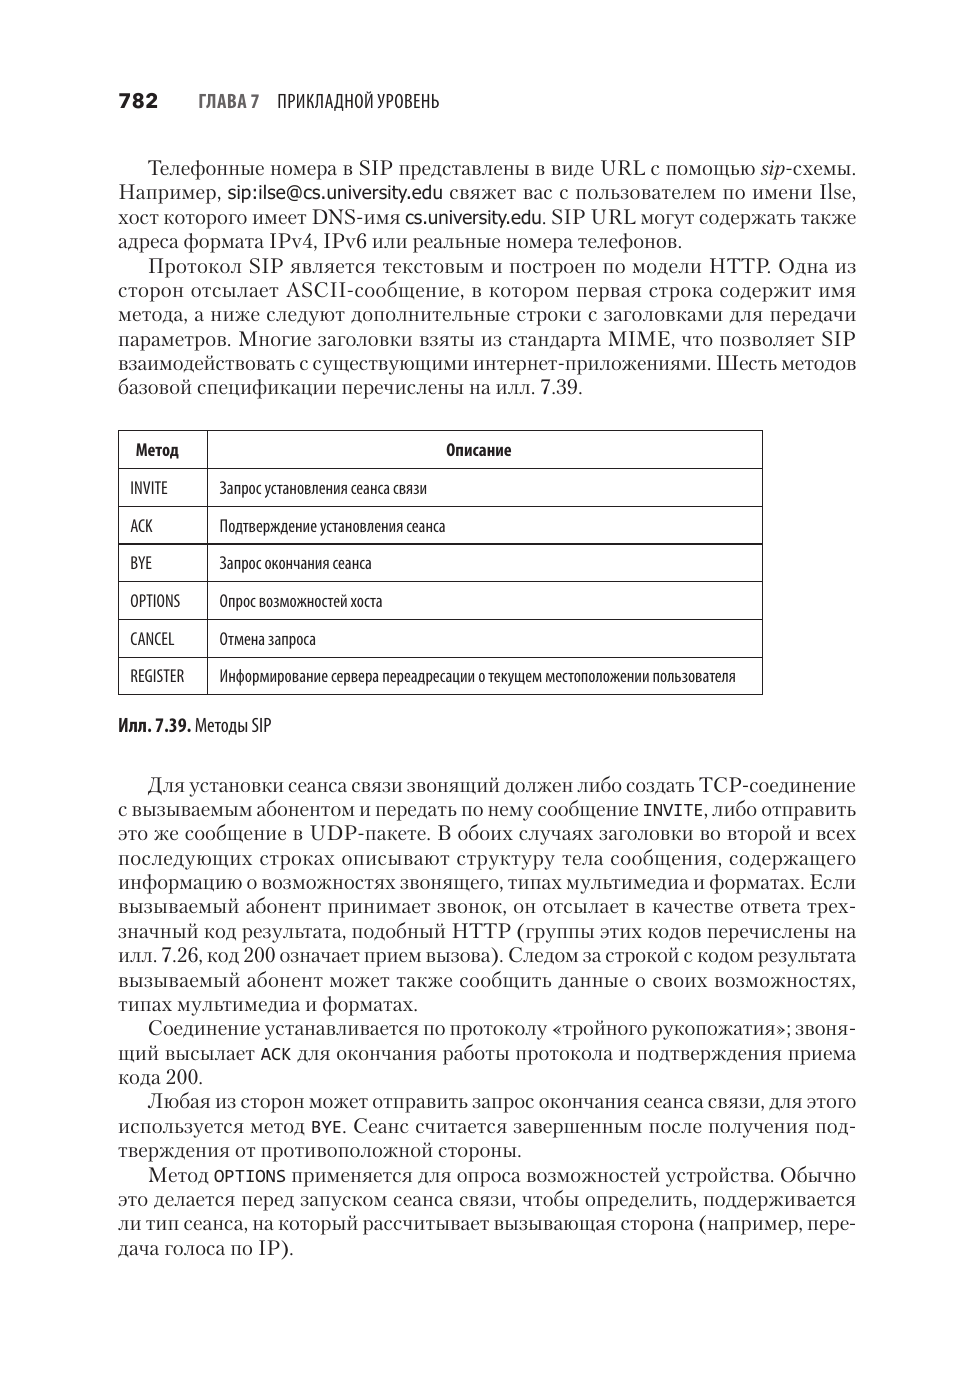 782 ГЛАВА 7 ПРИКЛАДНОЙ УРОВЕНЬ
Телефонные номера в SIP представлены в виде URL с помощью sip-схемы.
Например, sip:ilse@cs.university.edu свяжет вас с пользователем по имени Ilse,
хост которого имеет DNS-имя cs.university.edu. SIP URL могут содержать также
адреса формата IPv4, IPv6 или реальные номера телефонов.
Протокол SIP является текстовым и построен по модели HTTP. Одна из
сторон отсылает ASCII-сообщение, в котором первая строка содержит имя
метода, а ниже следуют дополнительные строки с заголовками для передачи
параметров. Многие заголовки взяты из стандарта MIME, что позволяет SIP
взаимодействовать с существующими интернет-приложениями. Шесть методов
базовой спецификации перечислены на илл. 7.39.
Метод Описание
INVITE Запрос установления сеанса связи
ACK Подтверждение установления сеанса
BYE Запрос окончания сеанса
OPTIONS Опрос возможностей хоста
CANCEL Отмена запроса
REGISTER Информирование сервера переадресации о текущем местоположении пользователя
Илл. 7.39. Методы SIP
Для установки сеанса связи звонящий должен либо создать TCP-соединение
с вызываемым абонентом и передать по нему сообщение INVITE, либо отправить
это же сообщение в UDP-пакете. В обоих случаях заголовки во второй и всех
последующих строках описывают структуру тела сообщения, содержащего
информацию о возможностях звонящего, типах мультимедиа и форматах. Если
вызываемый абонент принимает звонок, он отсылает в качестве ответа трех-
значный код результата, подобный HTTP (группы этих кодов перечислены на
илл. 7.26, код 200 означает прием вызова). Следом за строкой с кодом результата
вызываемый абонент может также сообщить данные о своих возможностях,
типах мультимедиа и форматах.
Соединение устанавливается по протоколу «тройного рукопожатия»; звоня-
щий высылает ACK для окончания работы протокола и подтверждения приема
кода 200.
Любая из сторон может отправить запрос окончания сеанса связи, для этого
используется метод BYE. Сеанс считается завершенным после получения под-
тверждения от противоположной стороны.
Метод OPTIONS применяется для опроса возможностей устройства. Обычно
это делается перед запуском сеанса связи, чтобы определить, поддерживается
ли тип сеанса, на который рассчитывает вызывающая сторона (например, пере-
дача голоса по IP).